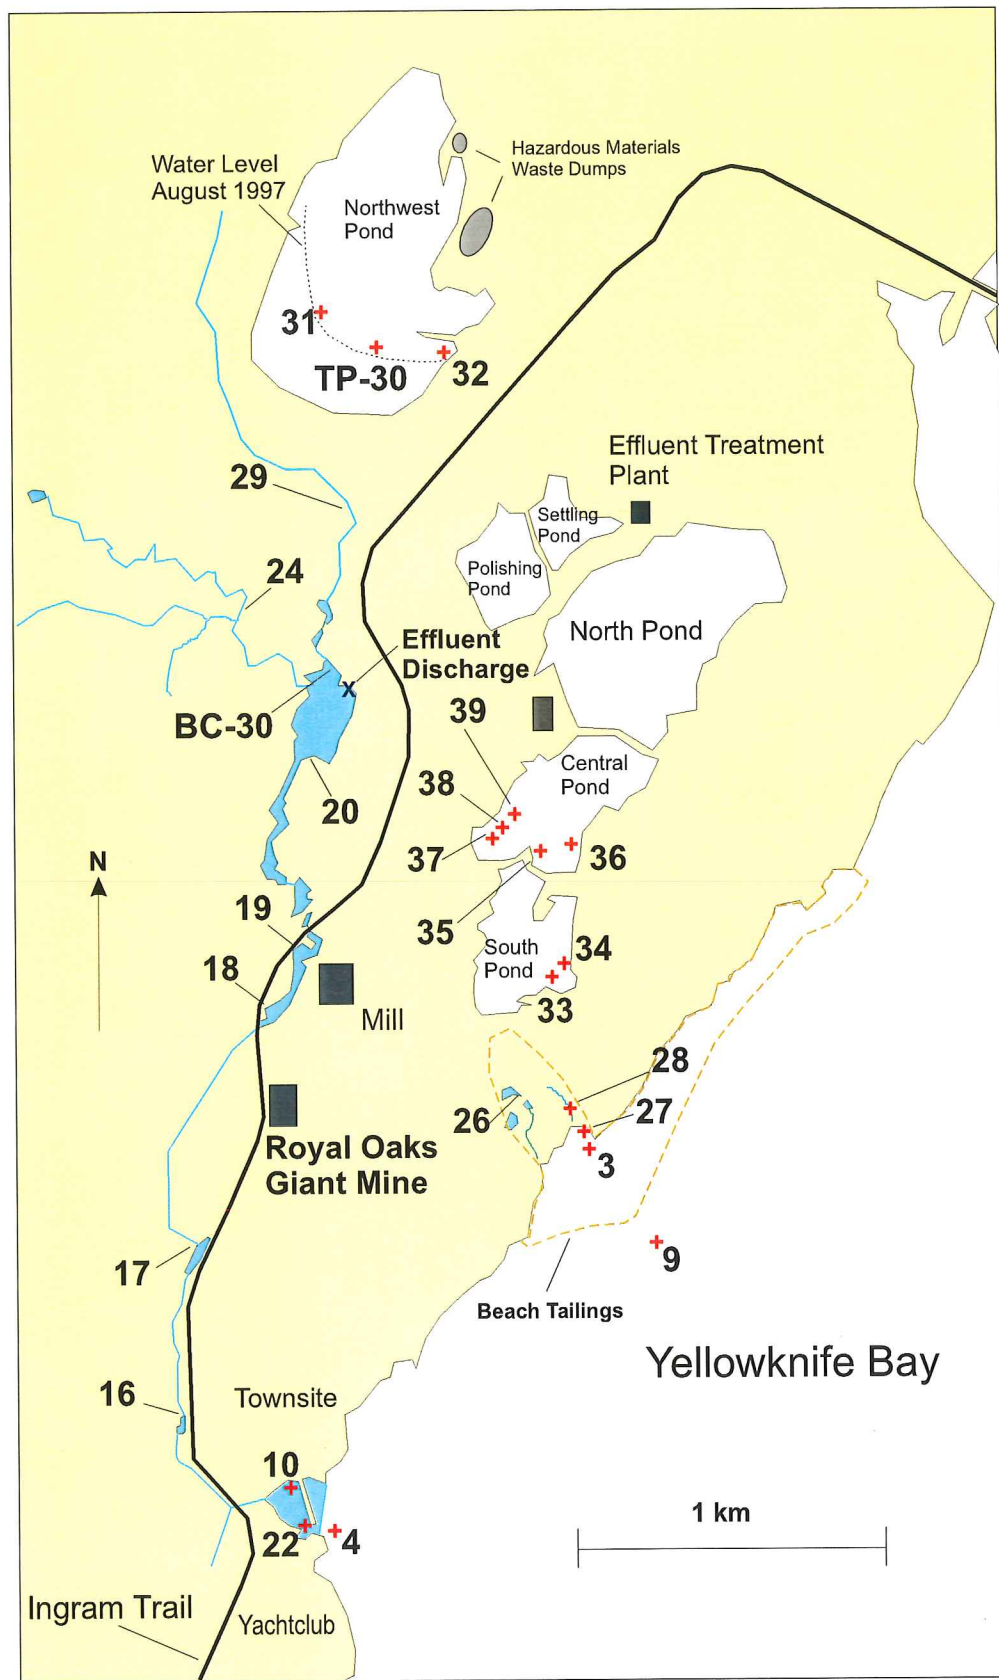 Hazardous Materials
Waste Dumps
Water Level
August 1997
Northwest
Pond
31
TP-30
32
Effluent Treatment
Plant
29
Settling
Pond
Polishing
Pond
24
North Pond
Effluent
Discharge
x
BC-30
39
Central
Pond
38
20
37
36
N
19
35
34
South
Pond
18
33
Mill
28
26
27
Royal Oaks
Giant Mine
3
17
9
Beach Tailings
Yellowknife Bay
16
Townsite
10
1 km
22
4
Ingram Trail
Yachtclub